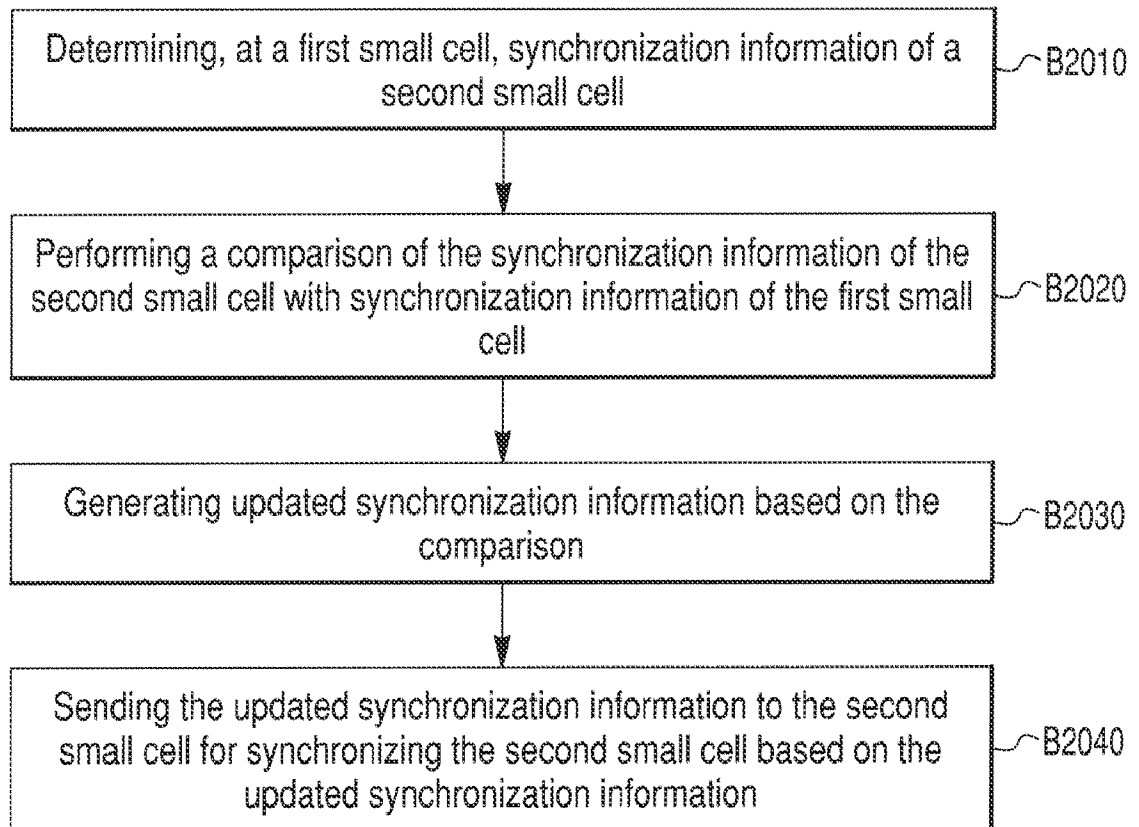 Determining, at a first small cell, synchronization information of a
second small cell
B2010
Performing a comparison of the synchronization information of the
second small cell with synchronization information of the first small
cell
B2020
Generating updated synchronization information based on the
comparison
B2030
Sending the updated synchronization information to the second
small cell for synchronizing the second small cell based on the
updated synchronization information
B2040